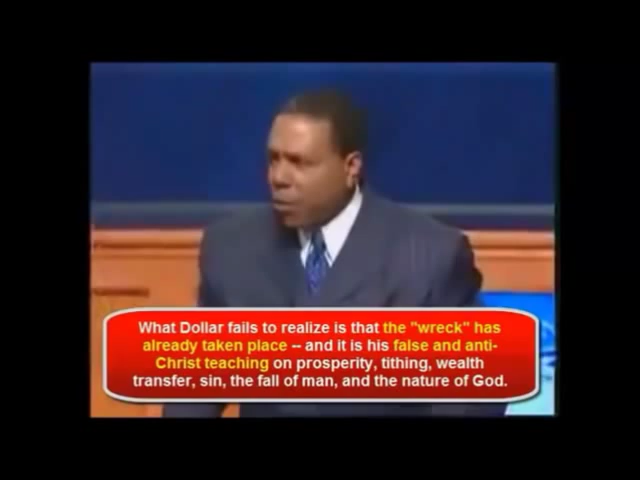 What Dollar fails to realize is that the "wreck" has
already taken place -- and it is his false and anti-
Christ teaching on prosperity, tithing, wealth
transfer, sin, the fall of man, and the nature of God.